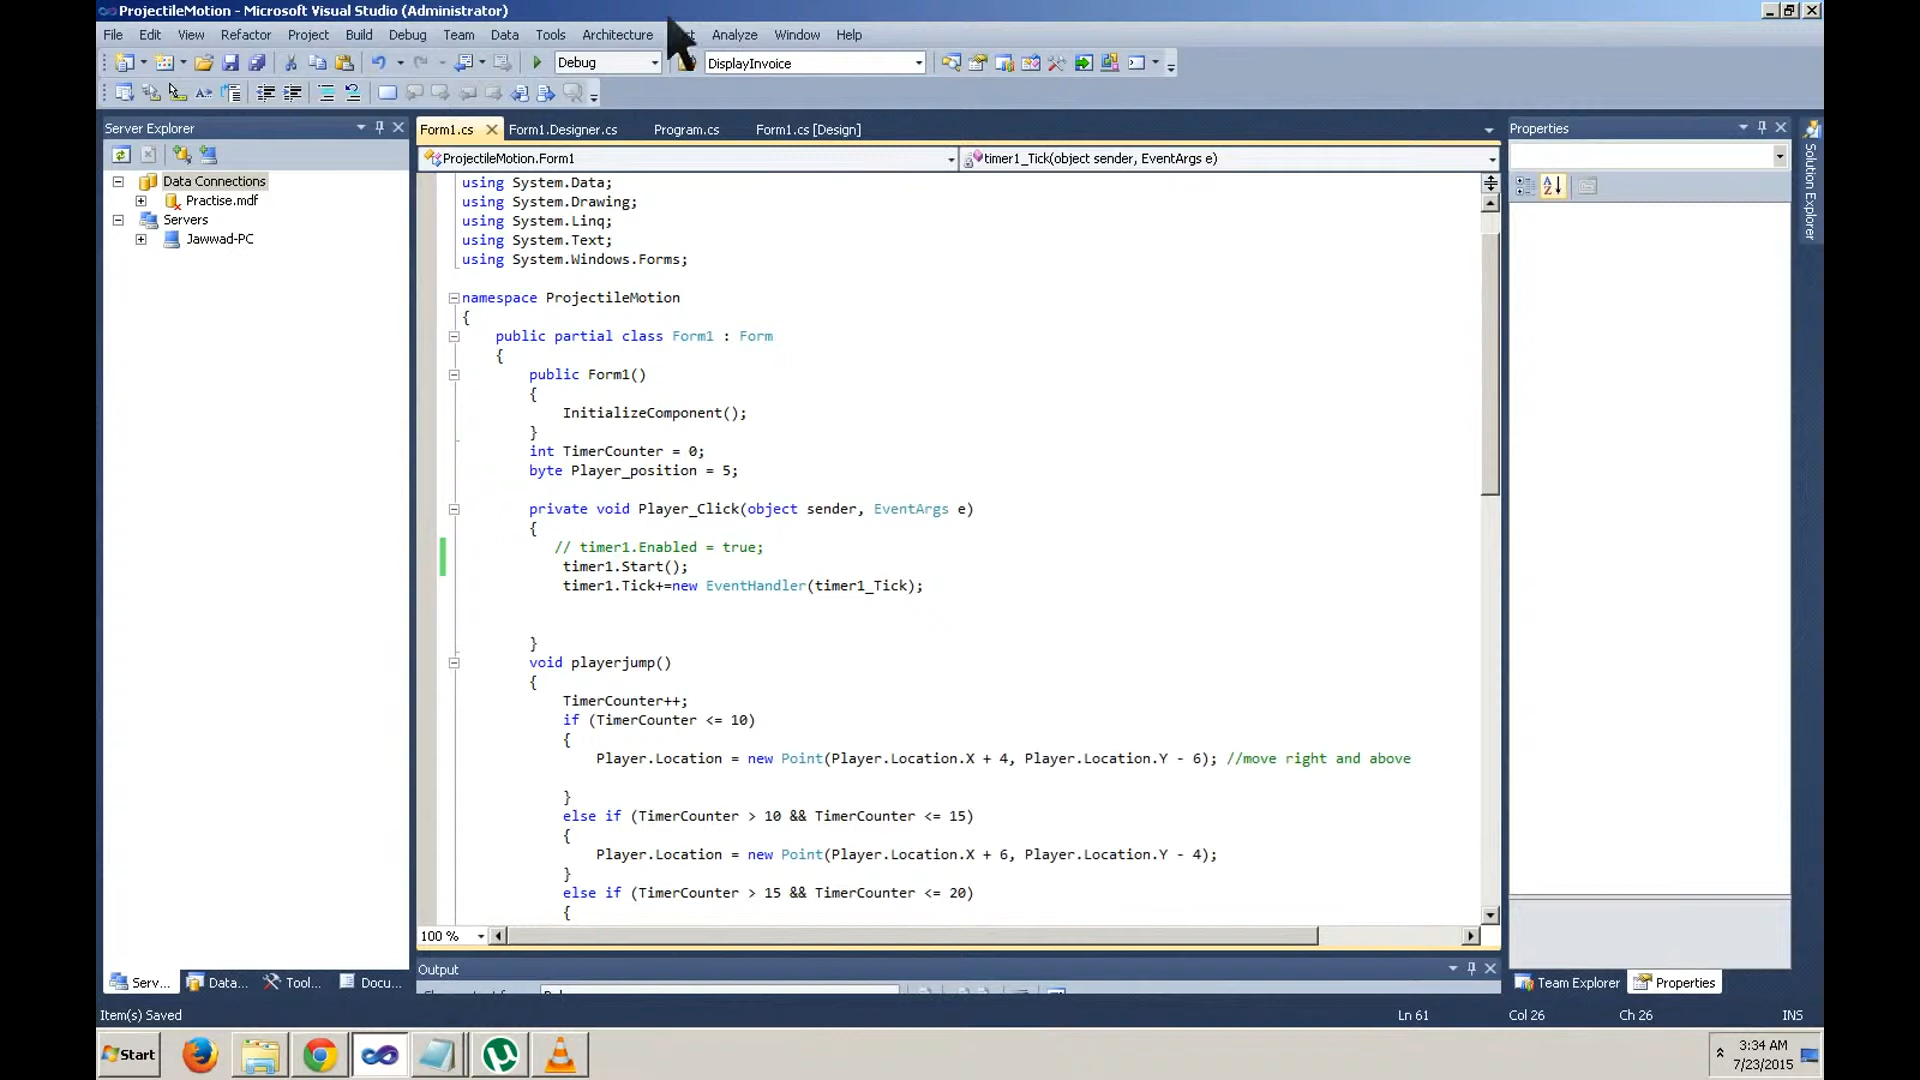 ProjectileMotion - Microsoft Visual Studio (Administrator)
File Edit View Refactor Project Build Debug Team Data Tools Architecture Analyze Window Help
Debug DisplayInvoice
Server Explorer
Form1.cs Form1.Designer.cs Program.cs Form1.cs [Design]
Properties
ProjectileMotion.Form1 timer1_Tick(object sender, EventArgs e)
Data Connections
Practise.mdf
Servers
Jawwad-PC
Solution Explorer
using System.Data;
using System.Drawing;
using System.Linq;
using System.Text;
using System.Windows.Forms;
namespace ProjectileMotion
{
public partial class Form1 : Form
{
public Form1()
{
InitializeComponent();
}
int TimerCounter = 0;
byte Player_position = 5;
private void Player_Click(object sender, EventArgs e)
{
// timer1.Enabled = true;
timer1.Start();
timer1.Tick+=new EventHandler(timer1_Tick);
}
void playerjump()
{
TimerCounter++;
if (TimerCounter <= 10)
{
Player.Location = new Point(Player.Location.X + 4, Player.Location.Y - 6); //move right and above
}
else if (TimerCounter > 10 && TimerCounter <= 15)
{
Player.Location = new Point(Player.Location.X + 6, Player.Location.Y - 4);
}
else if (TimerCounter > 15 && TimerCounter <= 20)
{
100 %
Output
Serv... Data... Tool... Docu...
Team Explorer Properties
Item(s) Saved Ln 61 Col 26 Ch 26 INS
Start
3:34 AM
7/23/2015